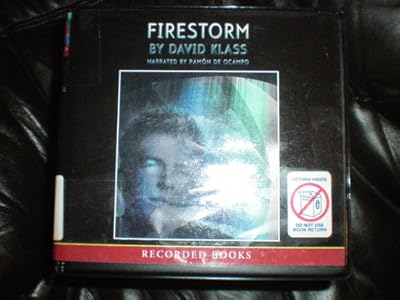 FIRESTORM
BY DAVID KLASS
NARRATED BY RAMÓN DE OCAMPO
RETURN INSIDE
DO NOT USE
BOOK RETURN
RECORDED BOOKS